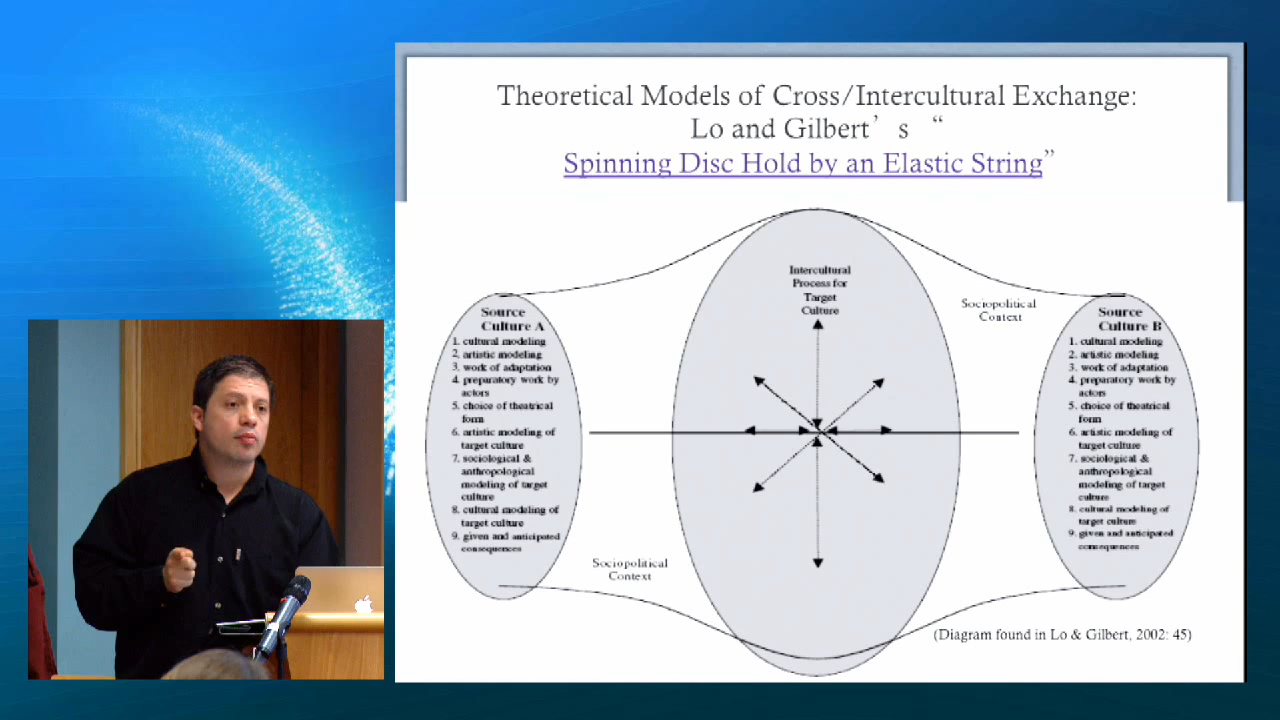 Theoretical Models of Cross/Intercultural Exchange:
Lo and Gilbert’ s “
Spinning Disc Hold by an Elastic String”
Intercultural
Process for
Target
Culture
Sociopolitical
Context
Source
Culture A
1. cultural modeling
2. artistic modeling
3. work of adaptation
4. preparatory work by
actors
5. choice of theatrical
form
6. artistic modeling of
target culture
7. sociological &
anthropological
modeling of target
culture
8. cultural modeling of
target culture
9. given and anticipated
consequences
Source
Culture B
1. cultural modeling
2. artistic modeling
3. work of adaptation
4. preparatory work by
actors
5. choice of theatrical
form
6. artistic modeling of
target culture
7. sociological &
anthropological
modeling of target
culture
8. cultural modeling of
target culture
9. given and anticipated
consequences
Sociopolitical
Context
(Diagram found in Lo & Gilbert, 2002: 45)